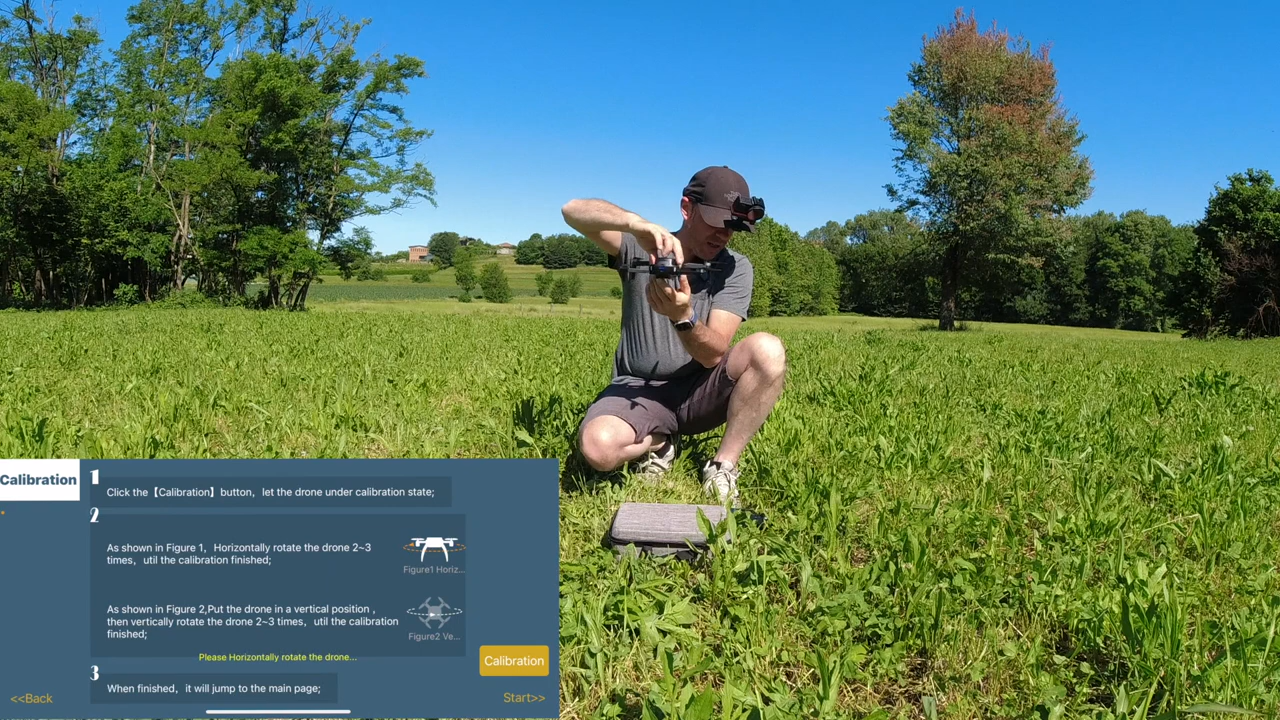 Calibration
1
Click the【Calibration】button，let the drone under calibration state;
2
As shown in Figure 1，Horizontally rotate the drone 2~3
times，util the calibration finished;
Figure1 Horiz...
As shown in Figure 2,Put the drone in a vertical position ,
then vertically rotate the drone 2~3 times，util the calibration
finished;
Figure2 Ve...
Please Horizontally rotate the drone...
Calibration
3
When finished，it will jump to the main page;
<<Back
Start>>